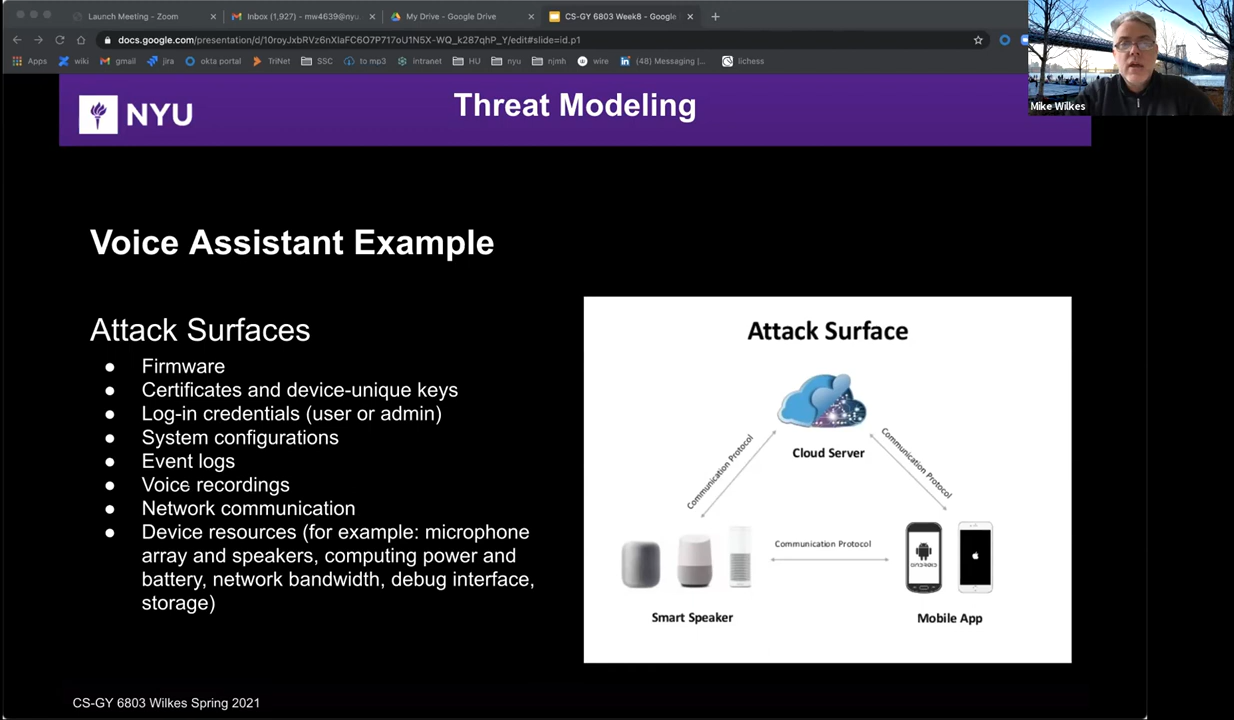 Launch Meeting - Zoom
Inbox (1,927) - mw4639@nyu.
My Drive - Google Drive
CS-GY 6803 Week8 - Google
docs.google.com/presentation/d/10royJxbRVz6nXIaFC6O7P717oU1N5X-WQ_k287qhP_Y/edit#slide=id.p1
Apps
wiki
gmail
jira
okta portal
TriNet
SSC
to mp3
intranet
HU
nyu
njmh
wire
(48) Messaging |...
lichess
Mike Wilkes
NYU
Threat Modeling
Voice Assistant Example
Attack Surfaces
● Firmware
● Certificates and device-unique keys
● Log-in credentials (user or admin)
● System configurations
● Event logs
● Voice recordings
● Network communication
● Device resources (for example: microphone
array and speakers, computing power and
battery, network bandwidth, debug interface,
storage)
Attack Surface
Cloud Server
Communication Protocol
Communication Protocol
Communication Protocol
ANDROID
Smart Speaker
Mobile App
CS-GY 6803 Wilkes Spring 2021